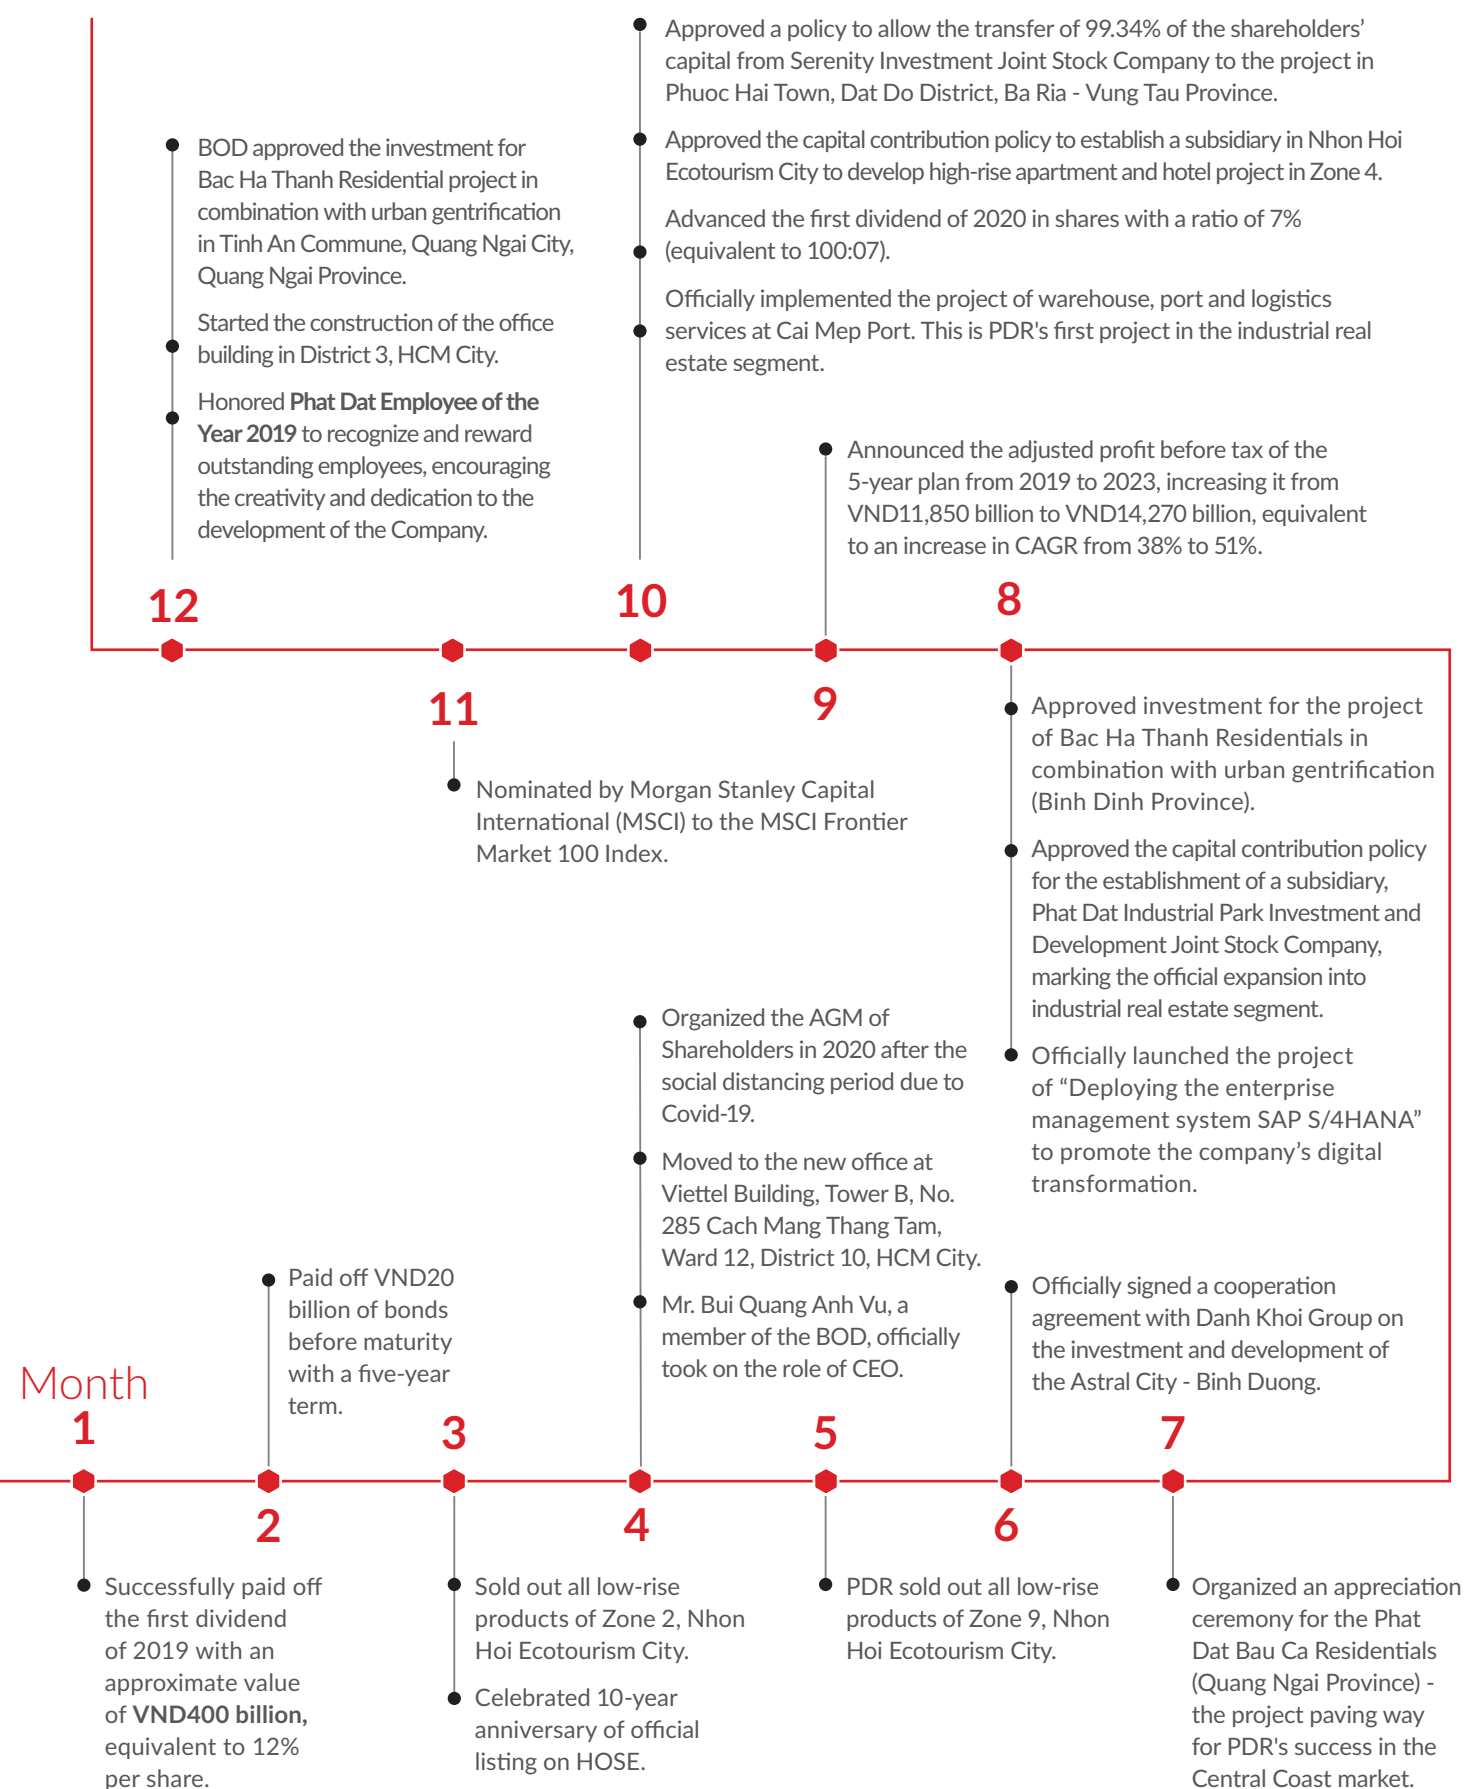 Approved a policy to allow the transfer of 99.34% of the shareholders’
capital from Serenity Investment Joint Stock Company to the project in
Phuoc Hai Town, Dat Do District, Ba Ria - Vung Tau Province.
Approved the capital contribution policy to establish a subsidiary in Nhon Hoi
Ecotourism City to develop high-rise apartment and hotel project in Zone 4.
Advanced the first dividend of 2020 in shares with a ratio of 7%
(equivalent to 100:07).
Officially implemented the project of warehouse, port and logistics
services at Cai Mep Port. This is PDR's first project in the industrial real
estate segment.
BOD approved the investment for
Bac Ha Thanh Residential project in
combination with urban gentrification
in Tinh An Commune, Quang Ngai City,
Quang Ngai Province.
Started the construction of the office
building in District 3, HCM City.
Honored Phat Dat Employee of the
Year 2019 to recognize and reward
outstanding employees, encouraging
the creativity and dedication to the
development of the Company.
Announced the adjusted profit before tax of the
5-year plan from 2019 to 2023, increasing it from
VND11,850 billion to VND14,270 billion, equivalent
to an increase in CAGR from 38% to 51%.
12
10
8
11
9
Nominated by Morgan Stanley Capital
International (MSCI) to the MSCI Frontier
Market 100 Index.
Approved investment for the project
of Bac Ha Thanh Residentials in
combination with urban gentrification
(Binh Dinh Province).
Approved the capital contribution policy
for the establishment of a subsidiary,
Phat Dat Industrial Park Investment and
Development Joint Stock Company,
marking the official expansion into
industrial real estate segment.
Officially launched the project
of “Deploying the enterprise
management system SAP S/4HANA”
to promote the company’s digital
transformation.
Organized the AGM of
Shareholders in 2020 after the
social distancing period due to
Covid-19.
Moved to the new office at
Viettel Building, Tower B, No.
285 Cach Mang Thang Tam,
Ward 12, District 10, HCM City.
Mr. Bui Quang Anh Vu, a
member of the BOD, officially
took on the role of CEO.
Paid off VND20
billion of bonds
before maturity
with a five-year
term.
Officially signed a cooperation
agreement with Danh Khoi Group on
the investment and development of
the Astral City - Binh Duong.
Month
1
3
5
7
2
4
6
Successfully paid off
the first dividend
of 2019 with an
approximate value
of VND400 billion,
equivalent to 12%
per share.
Sold out all low-rise
products of Zone 2, Nhon
Hoi Ecotourism City.
Celebrated 10-year
anniversary of official
listing on HOSE.
PDR sold out all low-rise
products of Zone 9, Nhon
Hoi Ecotourism City.
Organized an appreciation
ceremony for the Phat
Dat Bau Ca Residentials
(Quang Ngai Province) -
the project paving way
for PDR's success in the
Central Coast market.